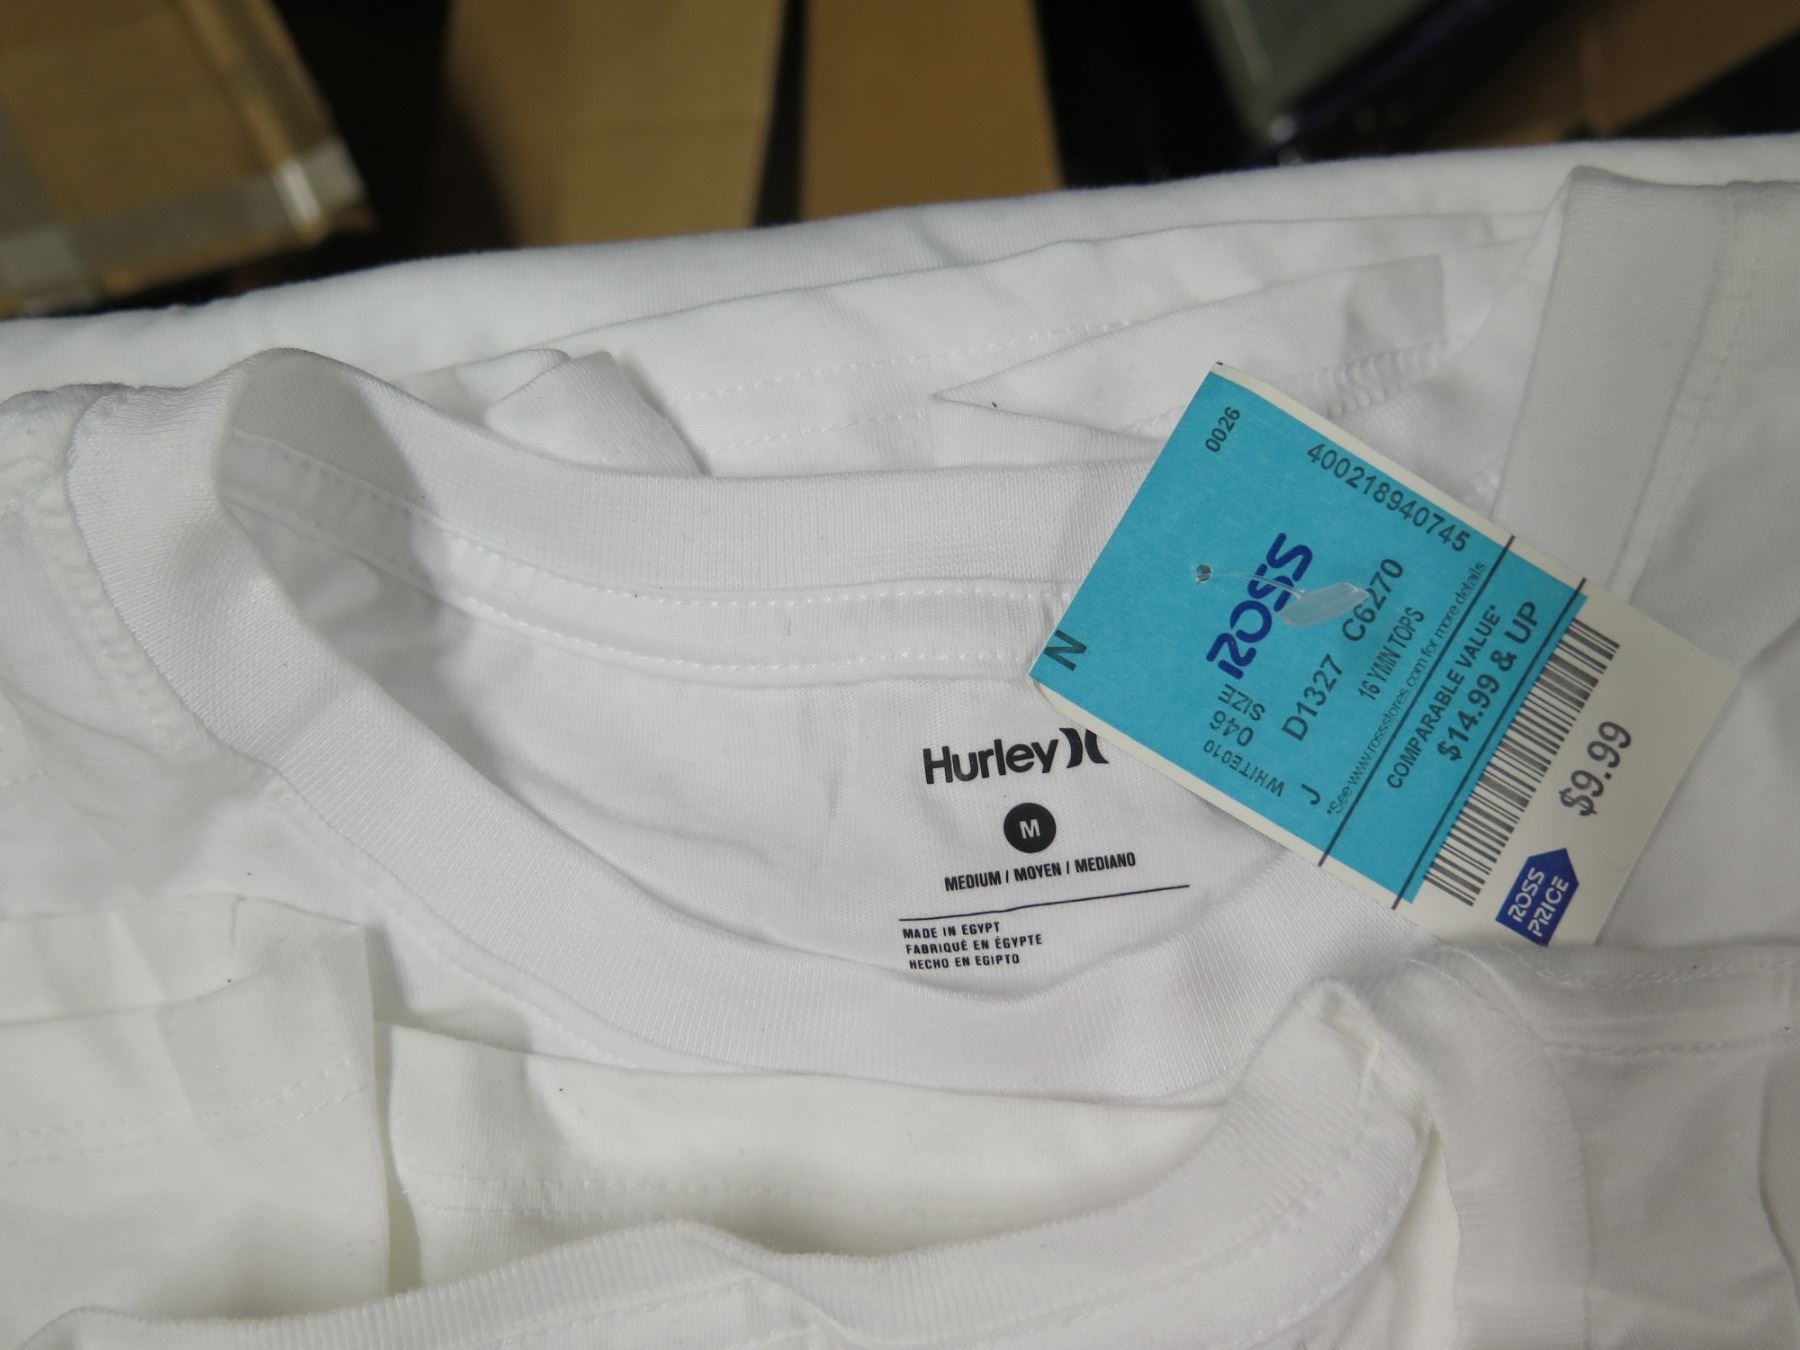 Hurley
M
MEDIUM / MOYEN / MEDIANO
MADE IN EGYPT
FABRIQUÉ EN ÉGYPTE
HECHO EN EGIPTO
0026
400218940745
N
ROSS
SIZE
046
WHITE010
D1327 C6270
16 YMN TOPS
J
*See www.rossstores.com for more details
COMPARABLE VALUE*
$14.99 & UP
$9.99
ROSS
PRICE